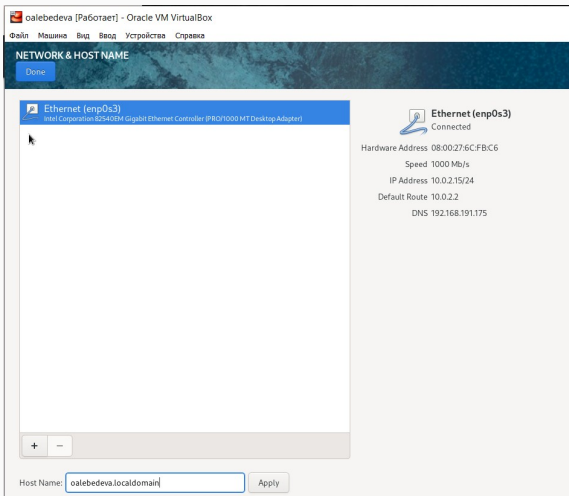 oalebedeva [Работает] - Oracle VM VirtualBox
Файл Машина Вид Ввод Устройства Справка
NETWORK & HOST NAME
Done
Ethernet (enp0s3)
Intel Corporation 82540EM Gigabit Ethernet Controller (PRO/1000 MT Desktop Adapter)
Ethernet (enp0s3)
Connected
Hardware Address 08:00:27:6C:FB:C6
Speed 1000 Mb/s
IP Address 10.0.2.15/24
Default Route 10.0.2.2
DNS 192.168.191.175
+ −
Host Name: oalebedeva.localdomain Apply